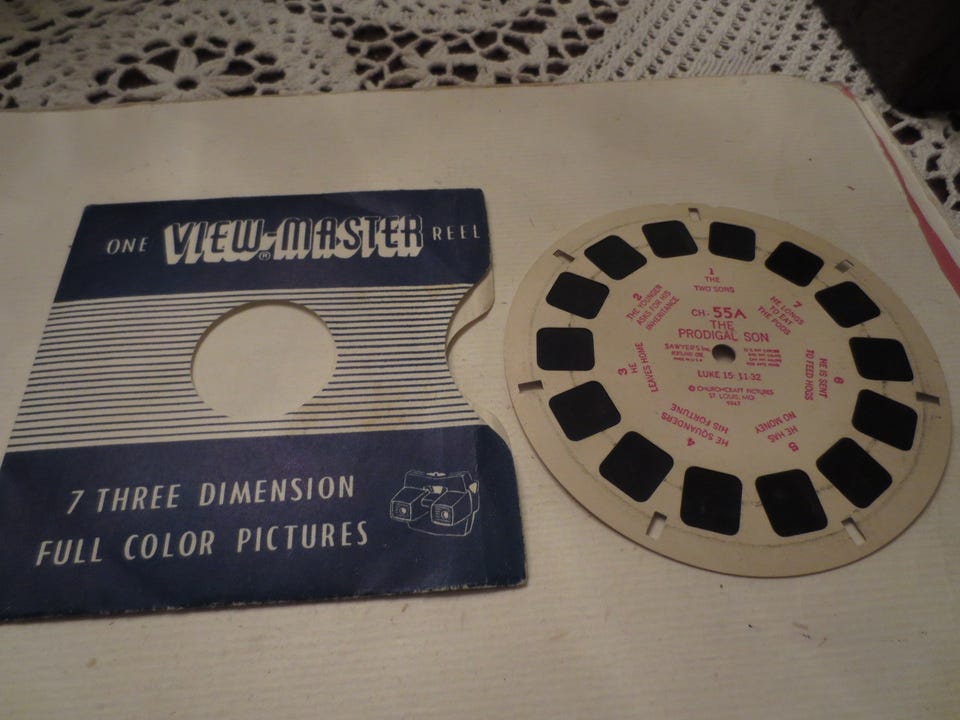 ONE VIEW-MASTER REEL
®
7 THREE DIMENSION
FULL COLOR PICTURES
1
THE
TWO SONS
2
THE YOUNGER
ASKS FOR HIS
INHERITANCE
3
HE
LEAVES HOME
4
HE SQUANDERS
HIS FORTUNE
5
HE HAS
NO MONEY
6
HE IS SENT
TO FEED HOGS
7
HE LONGS
TO EAT
THE PODS
CH-55A
THE
PRODIGAL SON
SAWYER'S Inc.
LUKE 15: 11-32
© CHURCHCRAFT PICTURES
ST. LOUIS, MO
1947